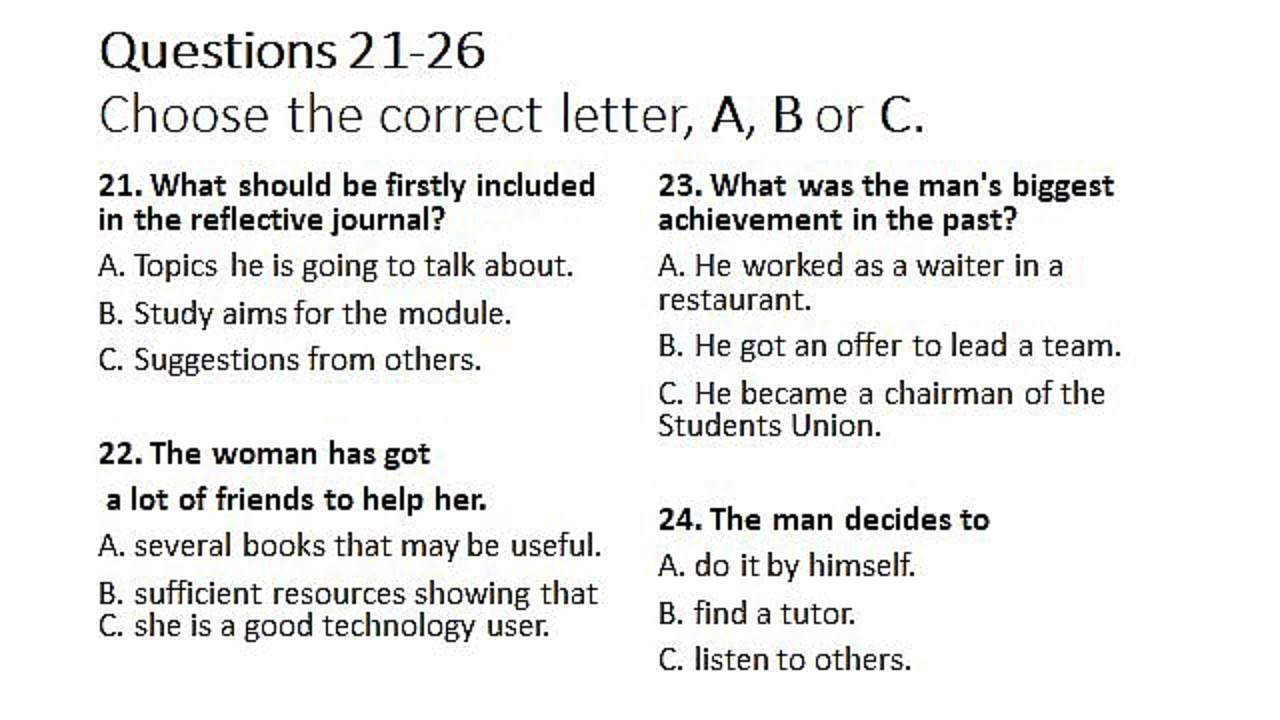 Questions 21-26
Choose the correct letter, A, B or C.
21. What should be firstly included
in the reflective journal?
A. Topics he is going to talk about.
B. Study aims for the module.
C. Suggestions from others.
22. The woman has got
a lot of friends to help her.
A. several books that may be useful.
B. sufficient resources showing that
C. she is a good technology user.
23. What was the man's biggest
achievement in the past?
A. He worked as a waiter in a
restaurant.
B. He got an offer to lead a team.
C. He became a chairman of the
Students Union.
24. The man decides to
A. do it by himself.
B. find a tutor.
C. listen to others.